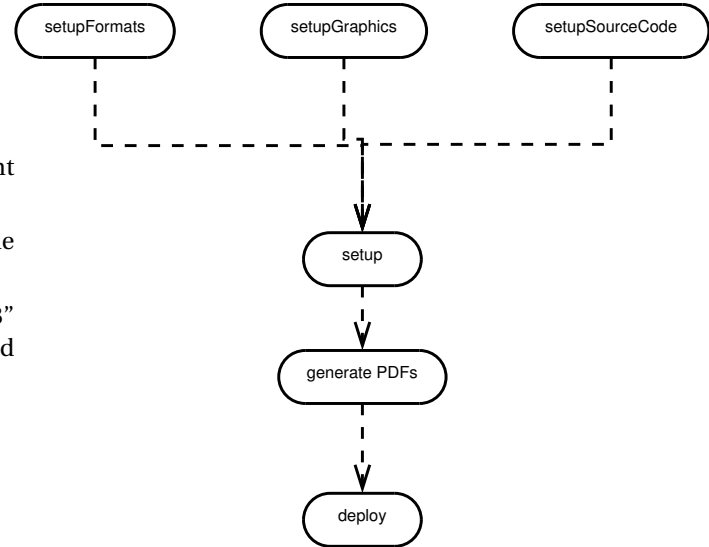 setupFormats
setupGraphics
setupSourceCode
setup
generate PDFs
deploy